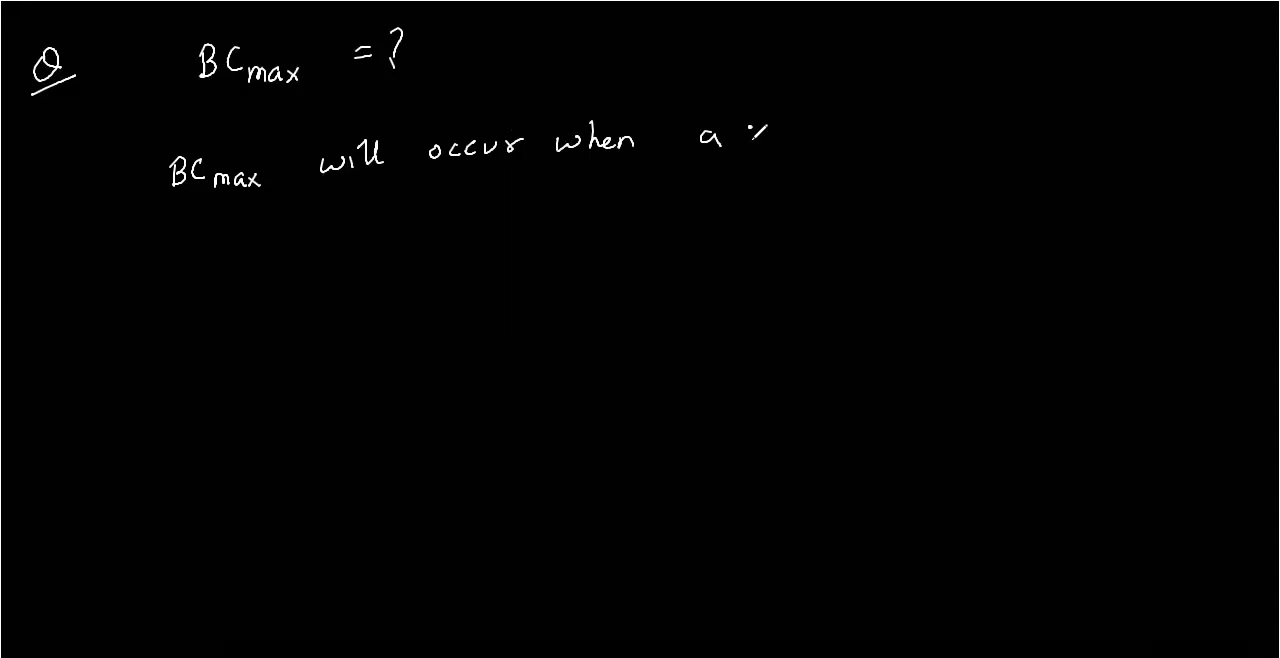 Q BCmax = ?
BCmax will occur when a %